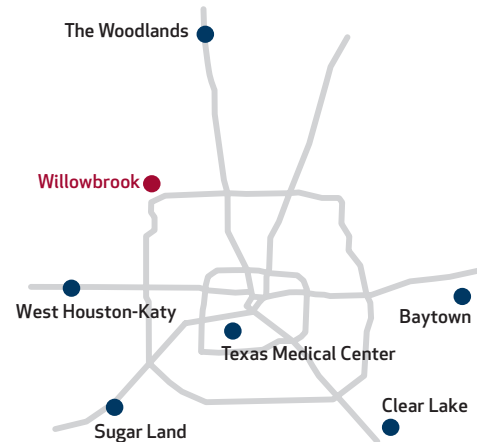 The Woodlands
Willowbrook
West Houston-Katy
Baytown
Texas Medical Center
Clear Lake
Sugar Land